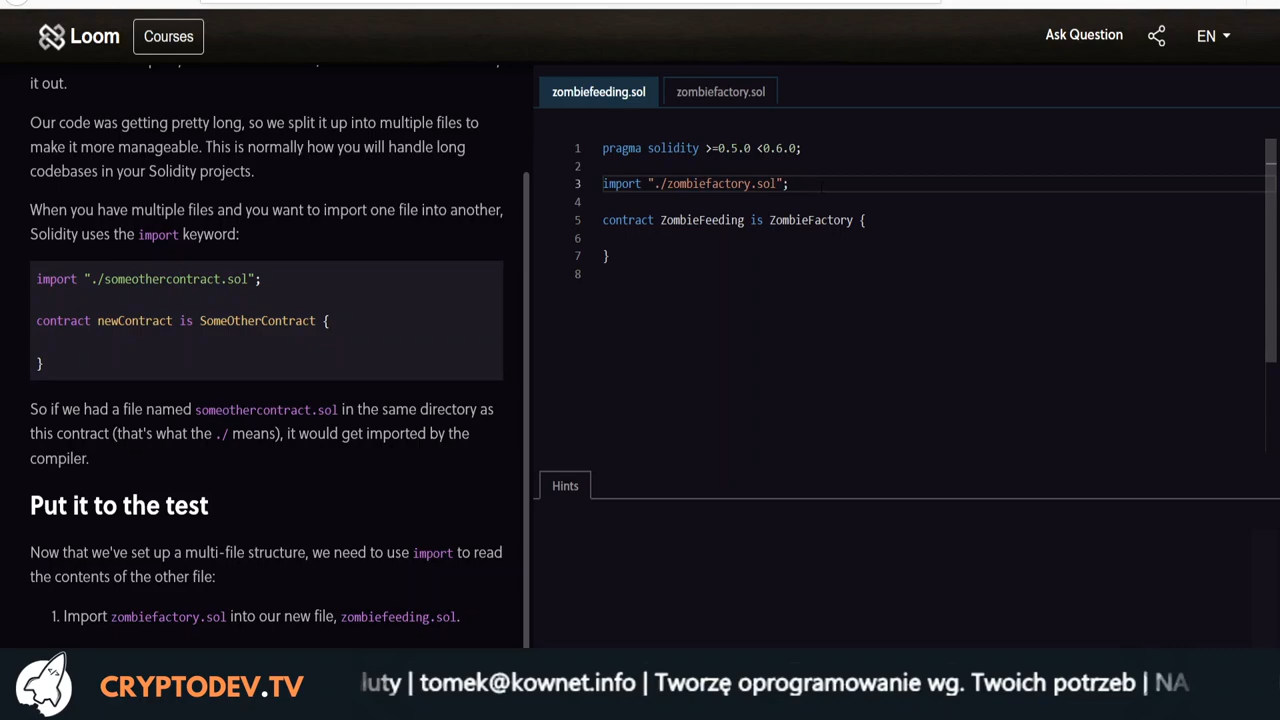 Loom Courses Ask Question EN
it out.
Our code was getting pretty long, so we split it up into multiple files to
make it more manageable. This is normally how you will handle long
codebases in your Solidity projects.
When you have multiple files and you want to import one file into another,
Solidity uses the import keyword:
import "./someothercontract.sol";
contract newContract is SomeOtherContract {
}
So if we had a file named someothercontract.sol in the same directory as
this contract (that's what the ./ means), it would get imported by the
compiler.
Put it to the test
Now that we've set up a multi-file structure, we need to use import to read
the contents of the other file:
1. Import zombiefactory.sol into our new file, zombiefeeding.sol.
zombiefeeding.sol zombiefactory.sol
1 pragma solidity >=0.5.0 <0.6.0;
2
3 import "./zombiefactory.sol";
4
5 contract ZombieFeeding is ZombieFactory {
6
7 }
8
Hints
CRYPTODEV.TV luty | tomek@kownet.info | Tworzę oprogramowanie wg. Twoich potrzeb | NA